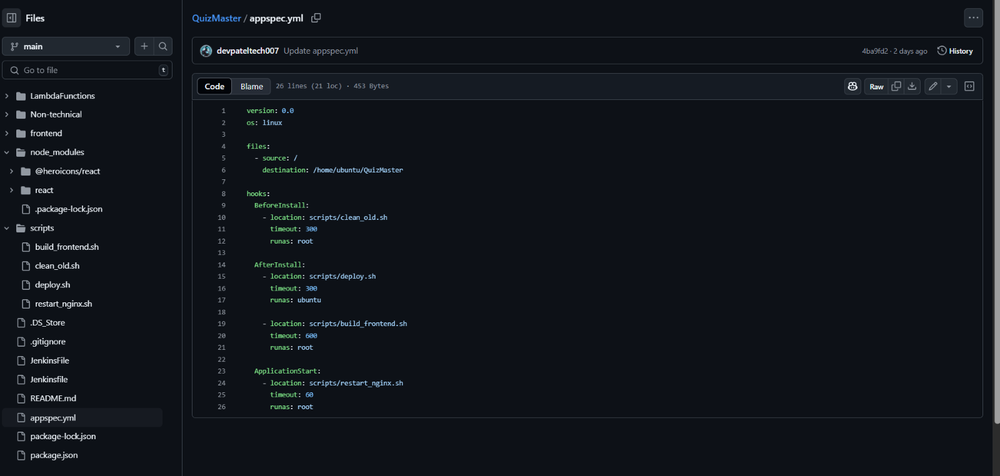 Files
main
Go to file
t
LambdaFunctions
Non-technical
frontend
node_modules
@heroicons/react
react
.package-lock.json
scripts
build_frontend.sh
clean_old.sh
deploy.sh
restart_nginx.sh
.DS_Store
.gitignore
JenkinsFile
Jenkinsfile
README.md
appspec.yml
package-lock.json
package.json
QuizMaster / appspec.yml
devpateltech007 Update appspec.yml
4ba9fd2 · 2 days ago History
Code Blame 26 lines (21 loc) · 453 Bytes
Raw
1 version: 0.0
2 os: linux
3
4 files:
5 - source: /
6 destination: /home/ubuntu/QuizMaster
7
8 hooks:
9 BeforeInstall:
10 - location: scripts/clean_old.sh
11 timeout: 300
12 runas: root
13
14 AfterInstall:
15 - location: scripts/deploy.sh
16 timeout: 300
17 runas: ubuntu
18
19 - location: scripts/build_frontend.sh
20 timeout: 600
21 runas: root
22
23 ApplicationStart:
24 - location: scripts/restart_nginx.sh
25 timeout: 60
26 runas: root